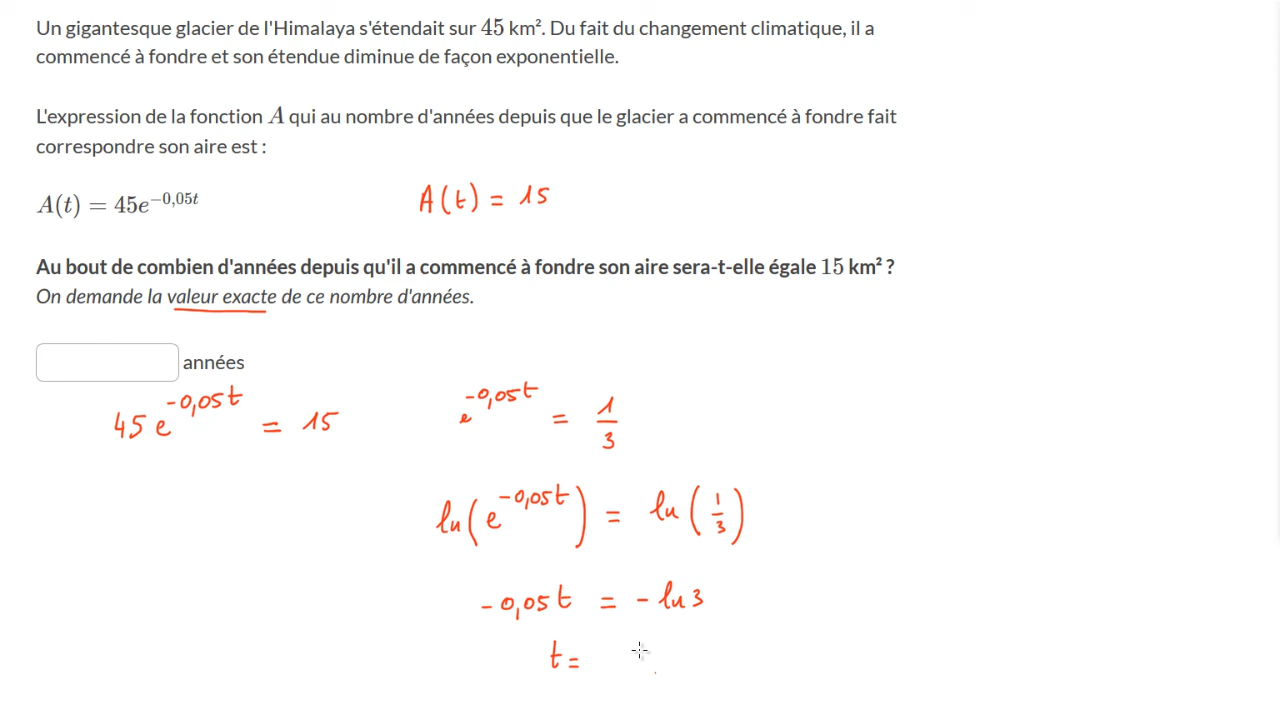 Un gigantesque glacier de l'Himalaya s'étendait sur 45 km². Du fait du changement climatique, il a
commencé à fondre et son étendue diminue de façon exponentielle.
L'expression de la fonction A qui au nombre d'années depuis que le glacier a commencé à fondre fait
correspondre son aire est :
A(t) = 45e^{-0,05t}
A(t) = 15
Au bout de combien d'années depuis qu'il a commencé à fondre son aire sera-t-elle égale 15 km² ?
On demande la valeur exacte de ce nombre d'années.
années
45 e^{-0,05t} = 15
e^{-0,05t} = 1/3
ln(e^{-0,05t}) = ln(1/3)
-0,05t = - ln 3
t =